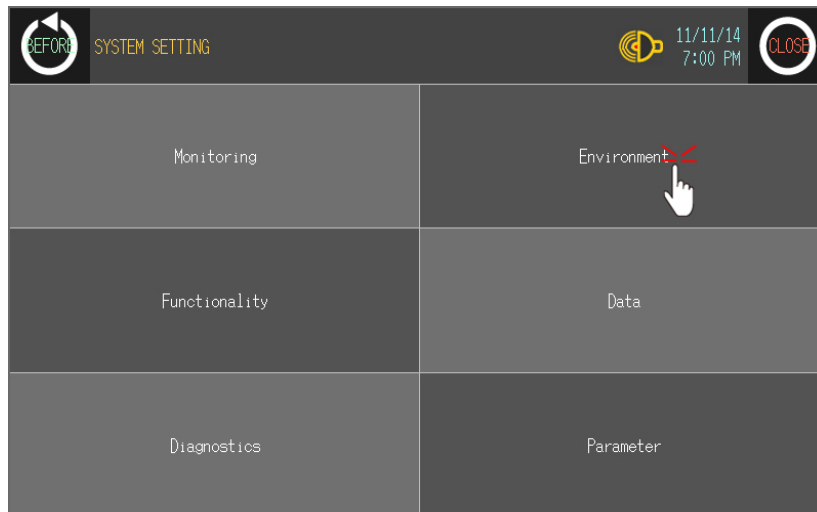 BEFORE SYSTEM SETTING 11/11/14 CLOSE
7:00 PM
Monitoring Environment
Functionality Data
Diagnostics Parameter